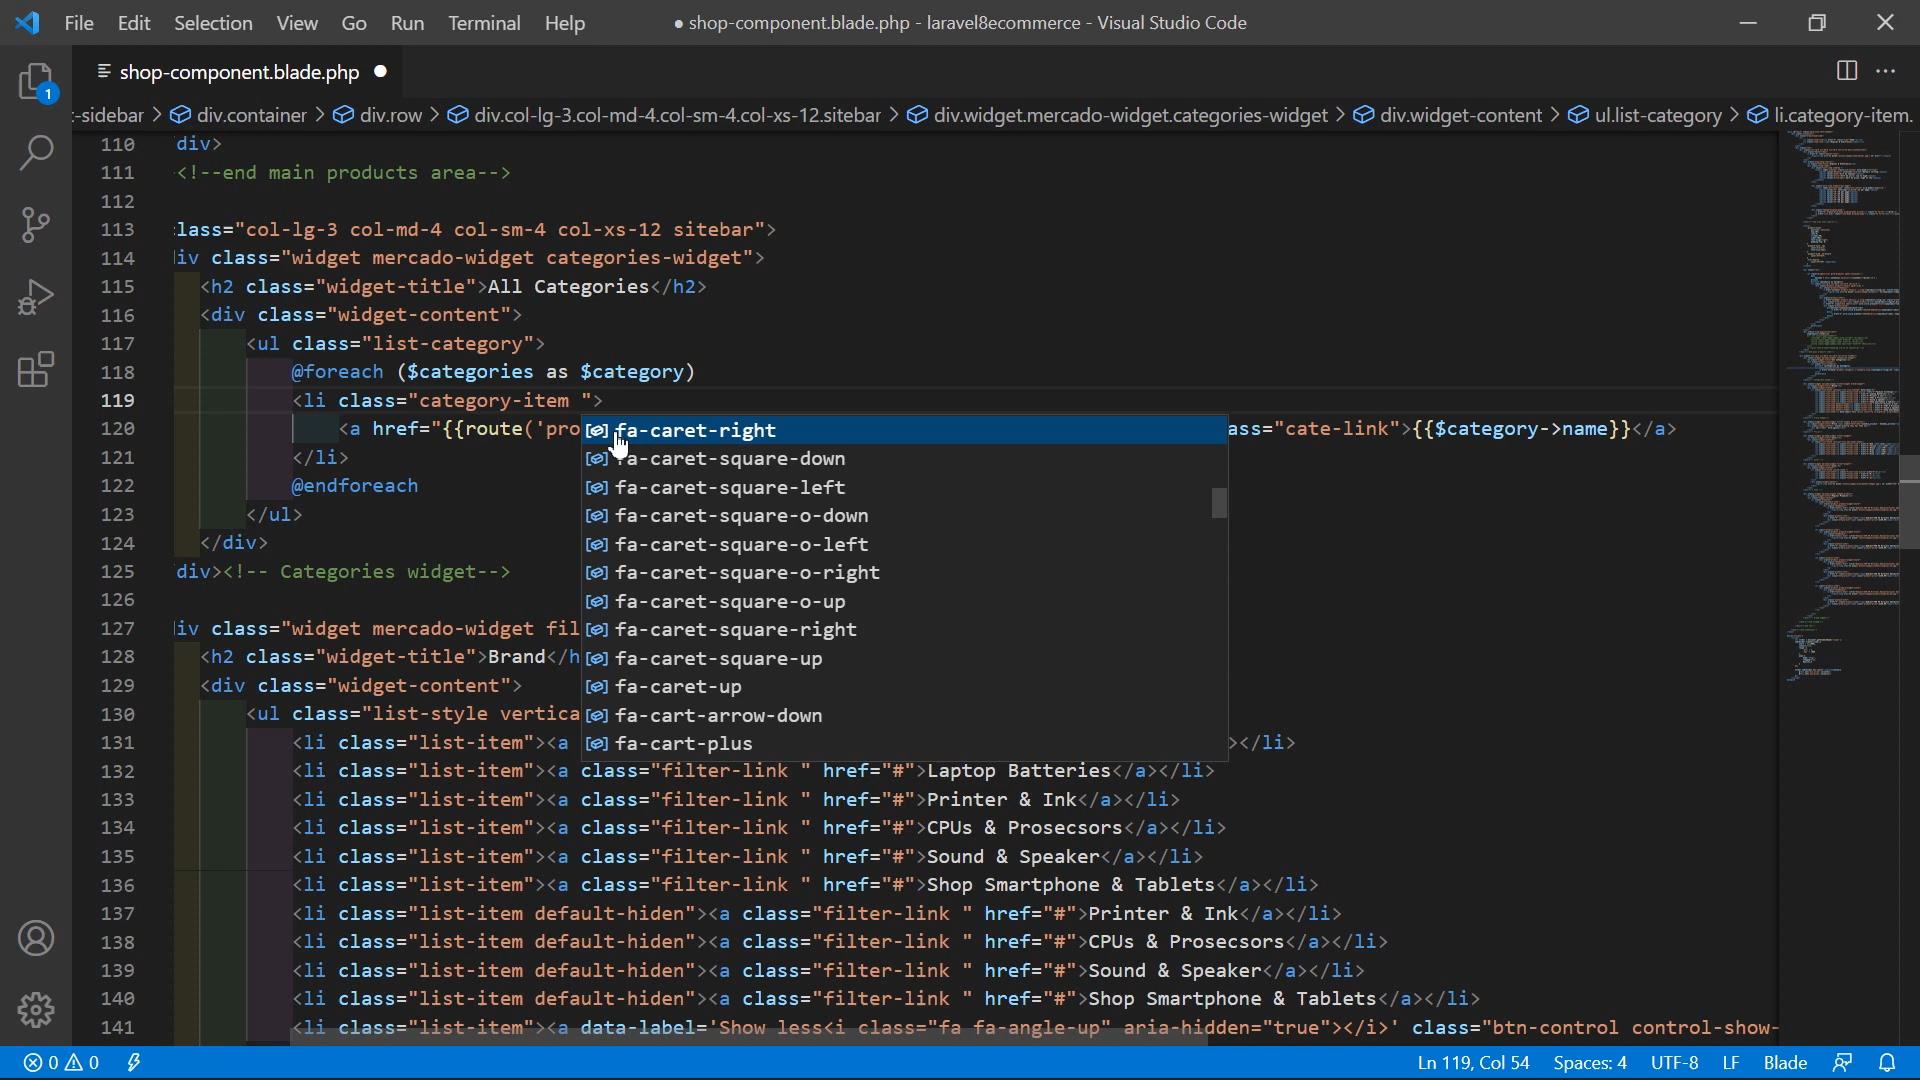 File Edit Selection View Go Run Terminal Help ● shop-component.blade.php - laravel8ecommerce - Visual Studio Code
shop-component.blade.php ●
1
-sidebar > div.container > div.row > div.col-lg-3.col-md-4.col-sm-4.col-xs-12.sitebar > div.widget.mercado-widget.categories-widget > div.widget-content > ul.list-category > li.category-item.
110 div>
111 <!--end main products area-->
112
113 lass="col-lg-3 col-md-4 col-sm-4 col-xs-12 sitebar">
114 iv class="widget mercado-widget categories-widget">
115 <h2 class="widget-title">All Categories</h2>
116 <div class="widget-content">
117 <ul class="list-category">
118 @foreach ($categories as $category)
119 <li class="category-item ">
120 <a href="{{route('pro ass="cate-link">{{$category->name}}</a>
121 </li>
122 @endforeach
123 </ul>
124 </div>
125 div><!-- Categories widget-->
126
127 iv class="widget mercado-widget fil
128 <h2 class="widget-title">Brand</h
129 <div class="widget-content">
130 <ul class="list-style vertica
131 <li class="list-item"><a ></li>
fa-caret-right
fa-caret-square-down
fa-caret-square-left
fa-caret-square-o-down
fa-caret-square-o-left
fa-caret-square-o-right
fa-caret-square-o-up
fa-caret-square-right
fa-caret-square-up
fa-caret-up
fa-cart-arrow-down
fa-cart-plus
132 <li class="list-item"><a class="filter-link " href="#">Laptop Batteries</a></li>
133 <li class="list-item"><a class="filter-link " href="#">Printer & Ink</a></li>
134 <li class="list-item"><a class="filter-link " href="#">CPUs & Prosecsors</a></li>
135 <li class="list-item"><a class="filter-link " href="#">Sound & Speaker</a></li>
136 <li class="list-item"><a class="filter-link " href="#">Shop Smartphone & Tablets</a></li>
137 <li class="list-item default-hiden"><a class="filter-link " href="#">Printer & Ink</a></li>
138 <li class="list-item default-hiden"><a class="filter-link " href="#">CPUs & Prosecsors</a></li>
139 <li class="list-item default-hiden"><a class="filter-link " href="#">Sound & Speaker</a></li>
140 <li class="list-item default-hiden"><a class="filter-link " href="#">Shop Smartphone & Tablets</a></li>
141 <li class="list-item"><a data-label='Show less<i class="fa fa-angle-up" aria-hidden="true"></i>' class="btn-control control-show-
0 0 Ln 119, Col 54 Spaces: 4 UTF-8 LF Blade